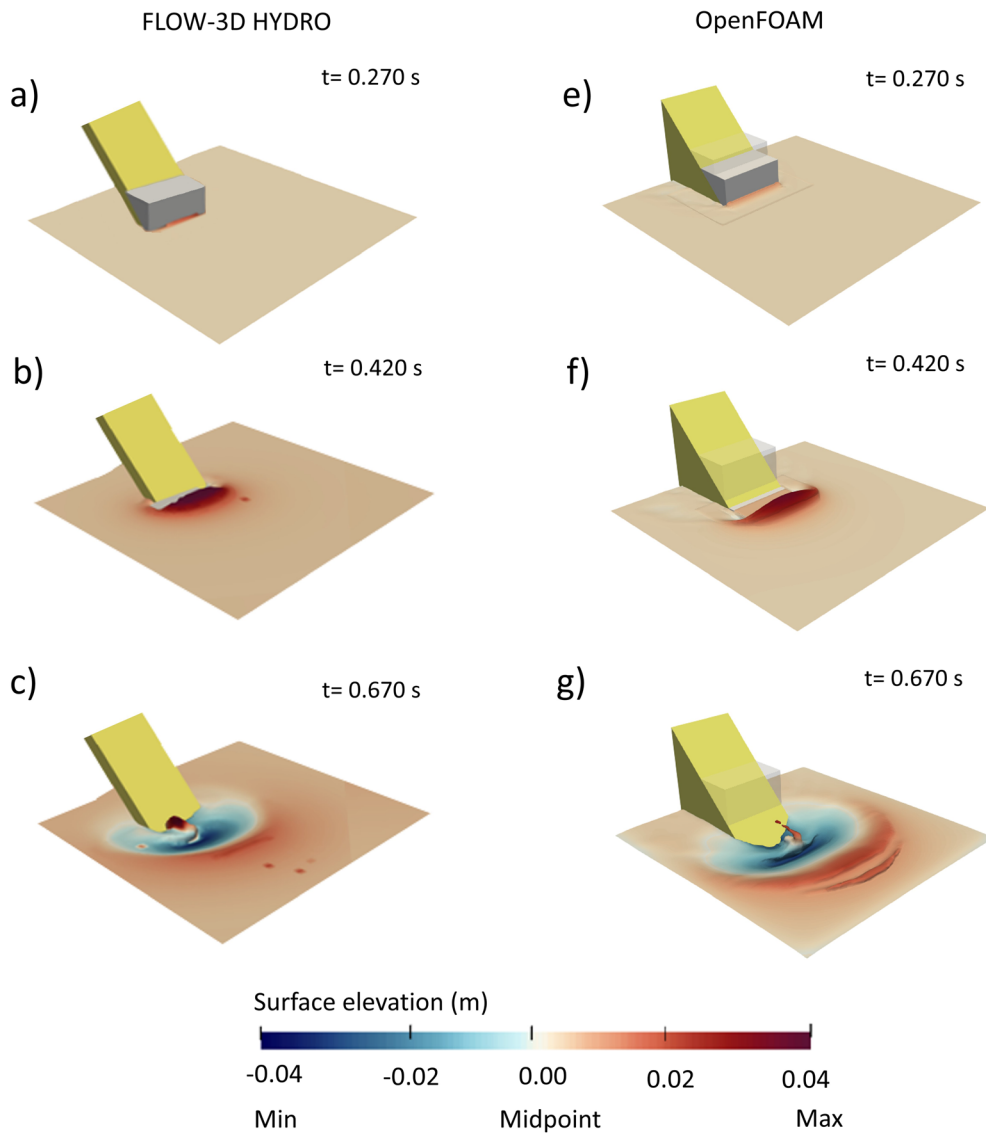 FLOW-3D HYDRO
OpenFOAM
a)
t= 0.270 s
e)
t= 0.270 s
b)
t= 0.420 s
f)
t= 0.420 s
c)
t= 0.670 s
g)
t= 0.670 s
Surface elevation (m)
-0.04 -0.02 0.00 0.02 0.04
Min Midpoint Max